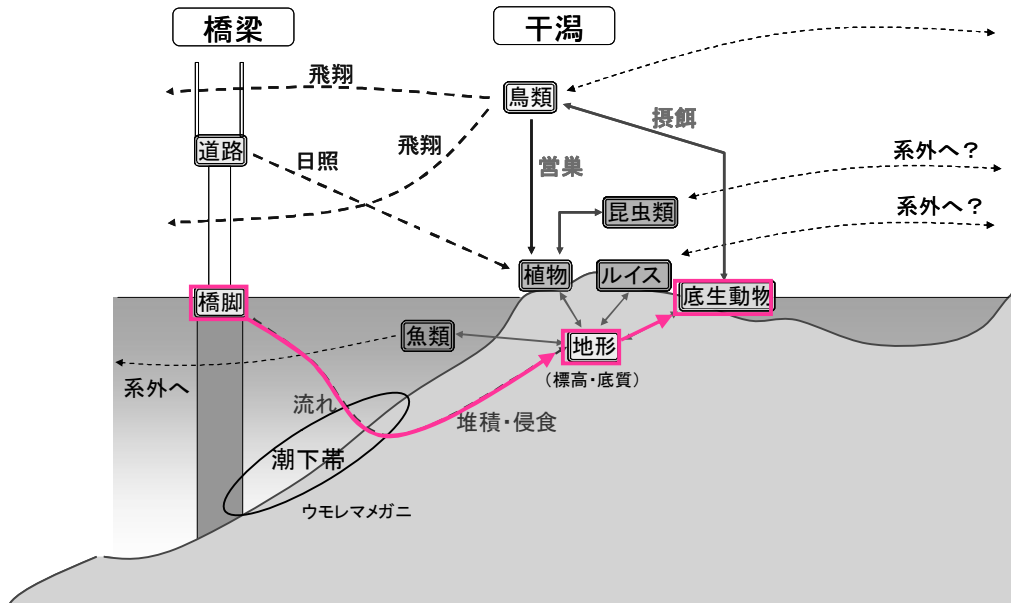 橋梁
干潟
飛翔
鳥類
摂餌
道路
飛翔
日照
営巣
系外へ？
昆虫類
系外へ？
植物
ルイス
底生動物
橋脚
魚類
地形
（標高・底質）
系外へ
流れ
堆積・侵食
潮下帯
ウモレマメガニ